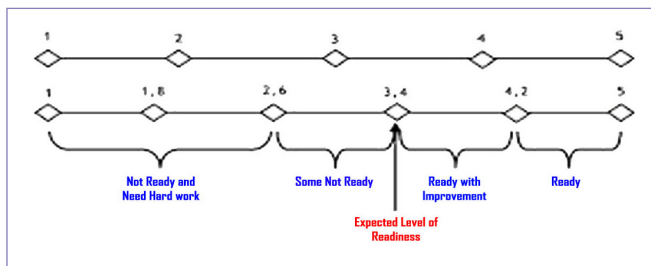 1 2 3 4 5
1 1,8 2,6 3,4 4,2 5
Not Ready and
Need Hard work
Some Not Ready
Ready with
Improvement
Ready
Expected Level of
Readiness